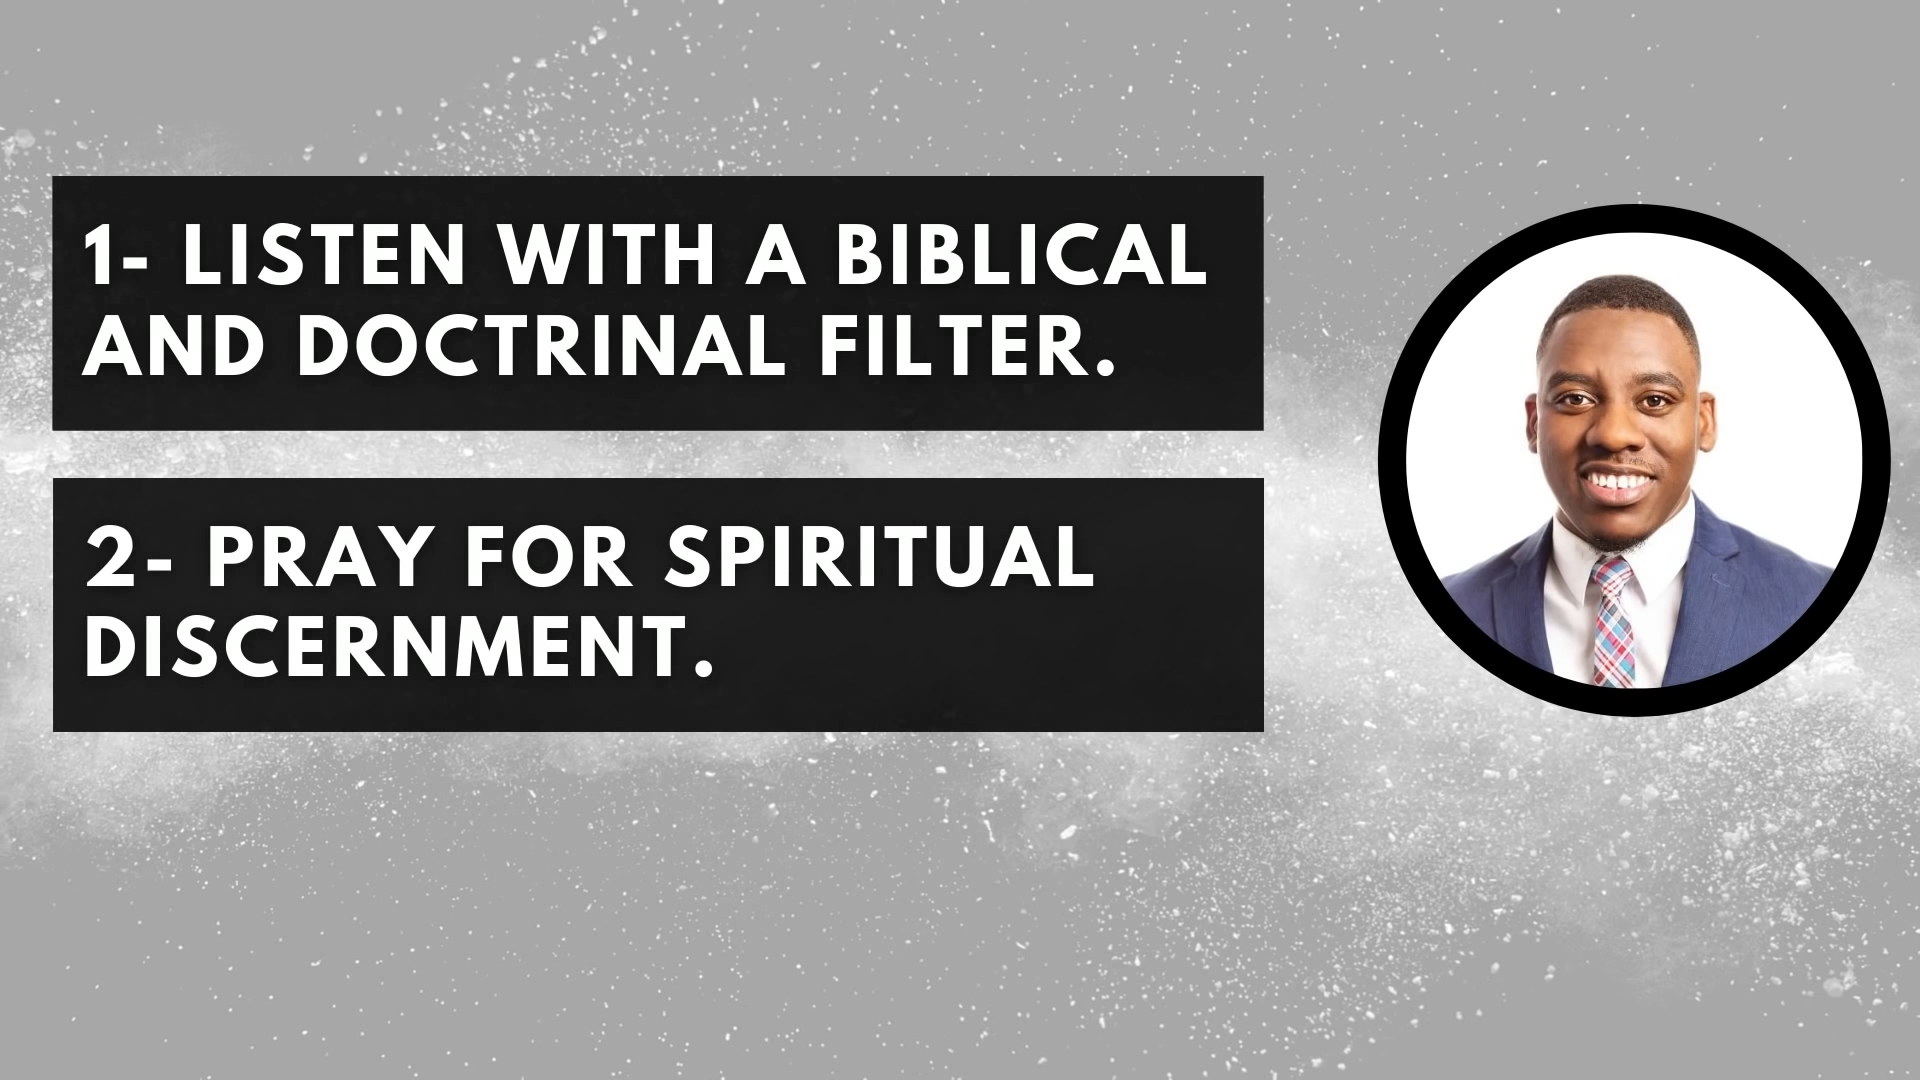 1- LISTEN WITH A BIBLICAL
AND DOCTRINAL FILTER.
2- PRAY FOR SPIRITUAL
DISCERNMENT.